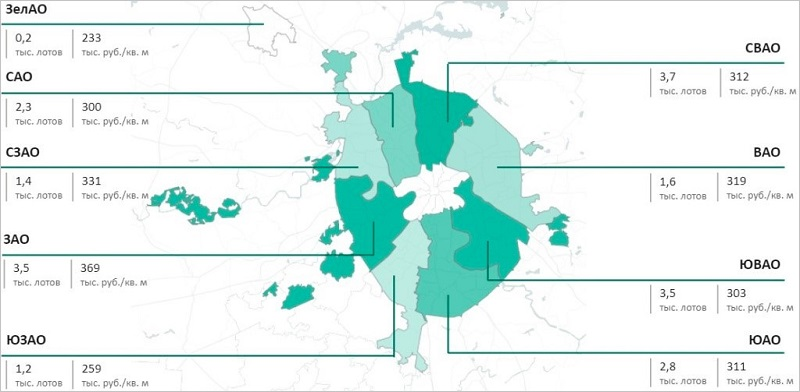 ЗелАО
0,2 233
тыс. лотов тыс. руб./кв. м
САО
2,3 300
тыс. лотов тыс. руб./кв. м
СЗАО
1,4 331
тыс. лотов тыс. руб./кв. м
ЗАО
3,5 369
тыс. лотов тыс. руб./кв. м
ЮЗАО
1,2 259
тыс. лотов тыс. руб./кв. м
СВАО
3,7 312
тыс. лотов тыс. руб./кв. м
ВАО
1,6 319
тыс. лотов тыс. руб./кв. м
ЮВАО
3,5 303
тыс. лотов тыс. руб./кв. м
ЮАО
2,8 311
тыс. лотов тыс. руб./кв. м